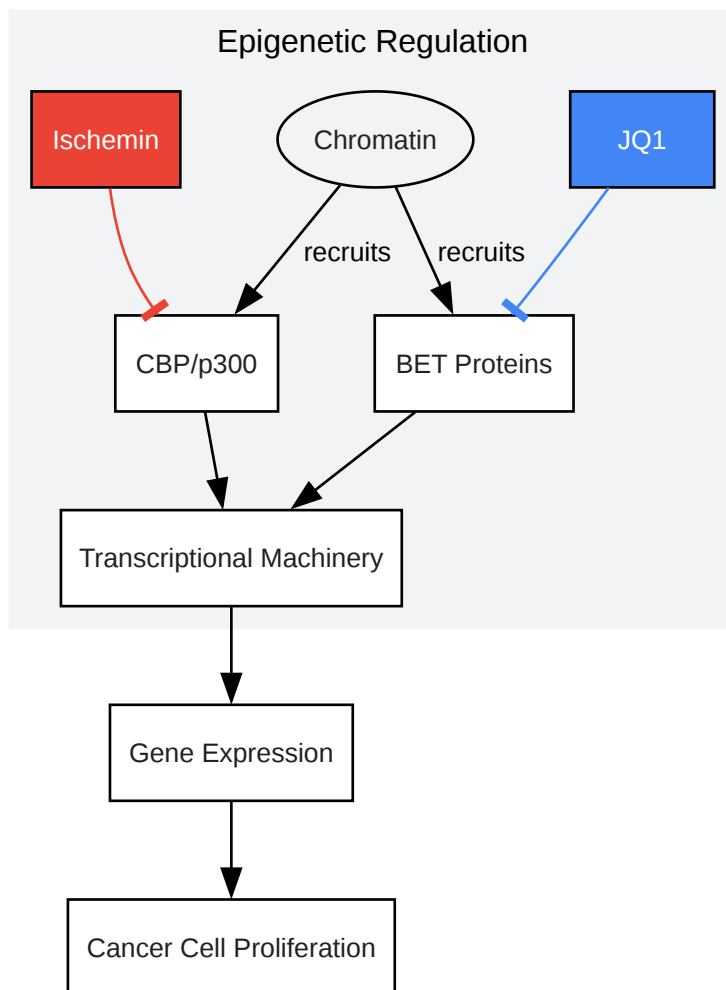 Epigenetic Regulation
Ischemin
Chromatin
JQ1
recruits
recruits
CBP/p300
BET Proteins
Transcriptional Machinery
Gene Expression
Cancer Cell Proliferation